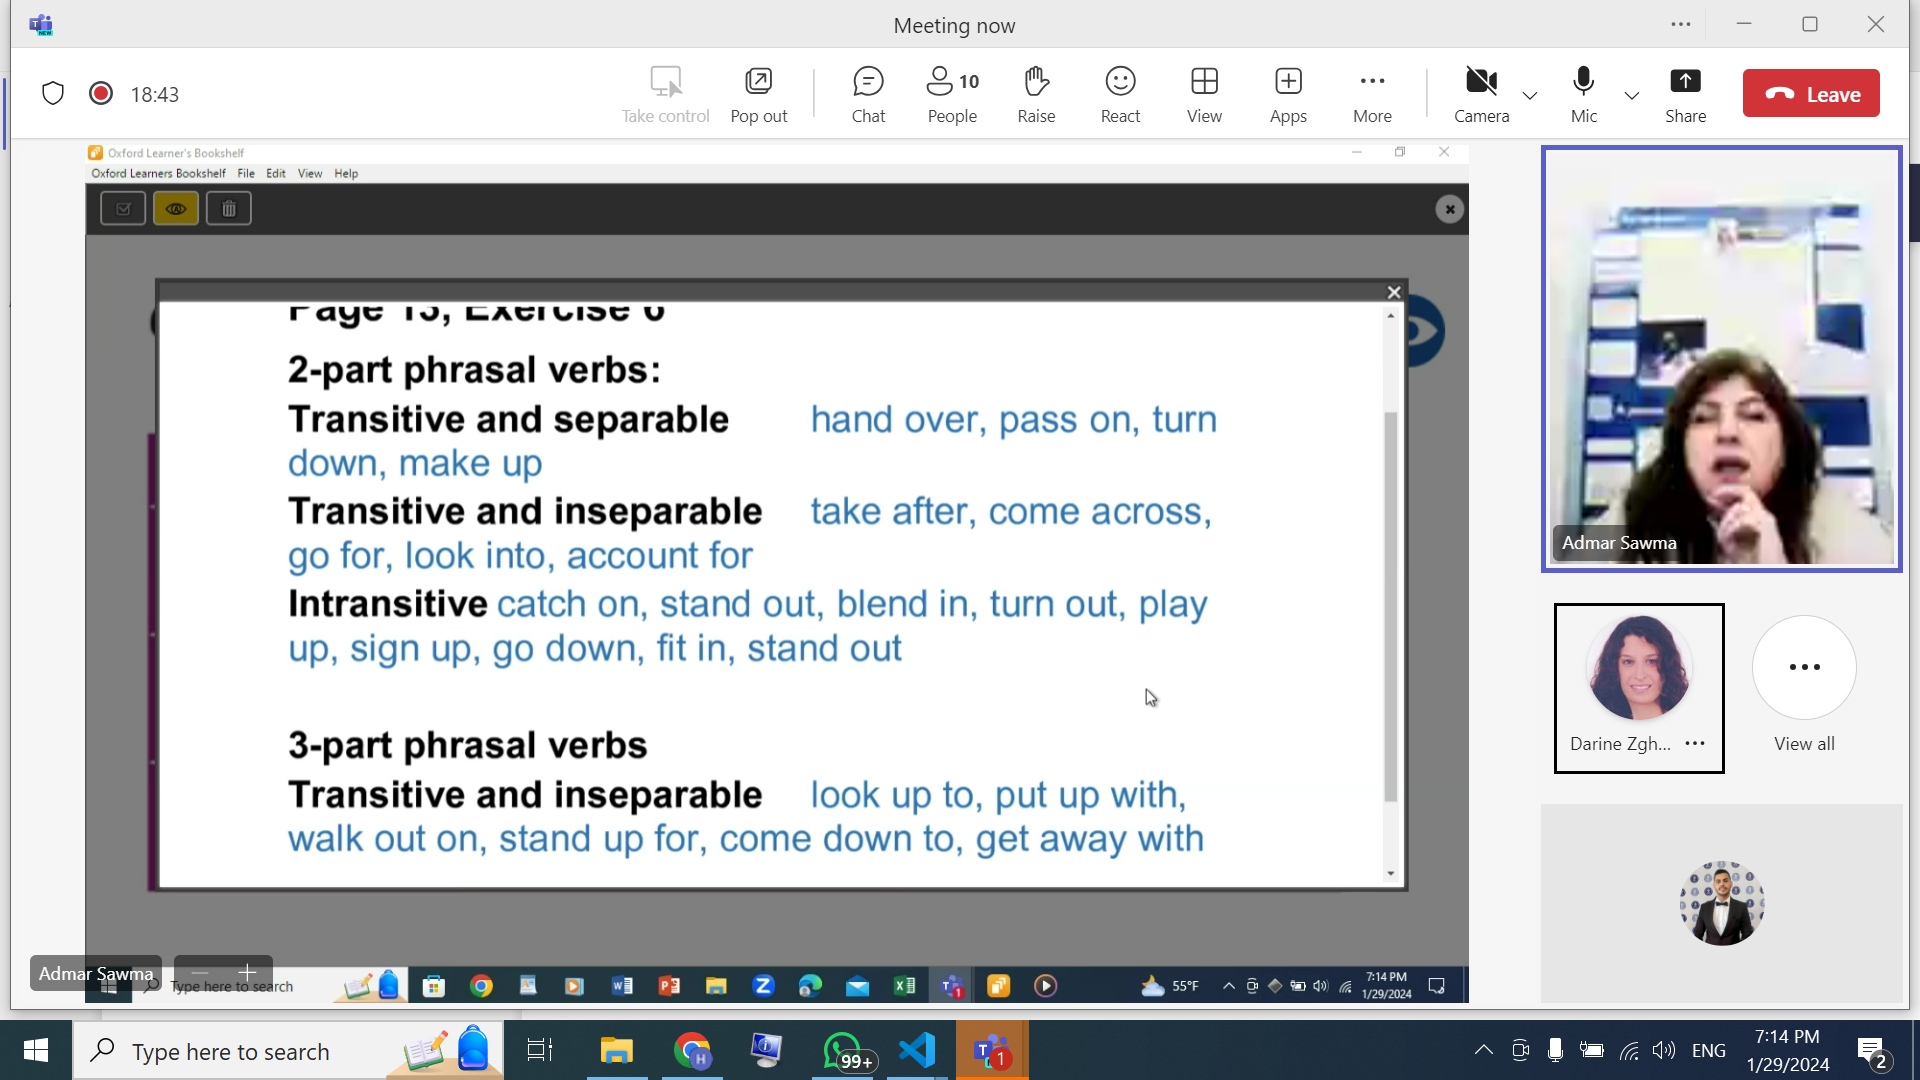 Meeting now
18:43
Take control
Pop out
Chat
People 10
Raise
React
View
Apps
More
Camera
Mic
Share
Leave
Oxford Learner's Bookshelf
Oxford Learners Bookshelf File Edit View Help
Page 13, Exercise 6
2-part phrasal verbs:
Transitive and separable hand over, pass on, turn
down, make up
Transitive and inseparable take after, come across,
go for, look into, account for
Intransitive catch on, stand out, blend in, turn out, play
up, sign up, go down, fit in, stand out
3-part phrasal verbs
Transitive and inseparable look up to, put up with,
walk out on, stand up for, come down to, get away with
Admar Sawma
Darine Zgh...
View all
Admar Sawma
Type here to search
55°F
7:14 PM
1/29/2024
Type here to search
99+
1
ENG
7:14 PM
1/29/2024
2